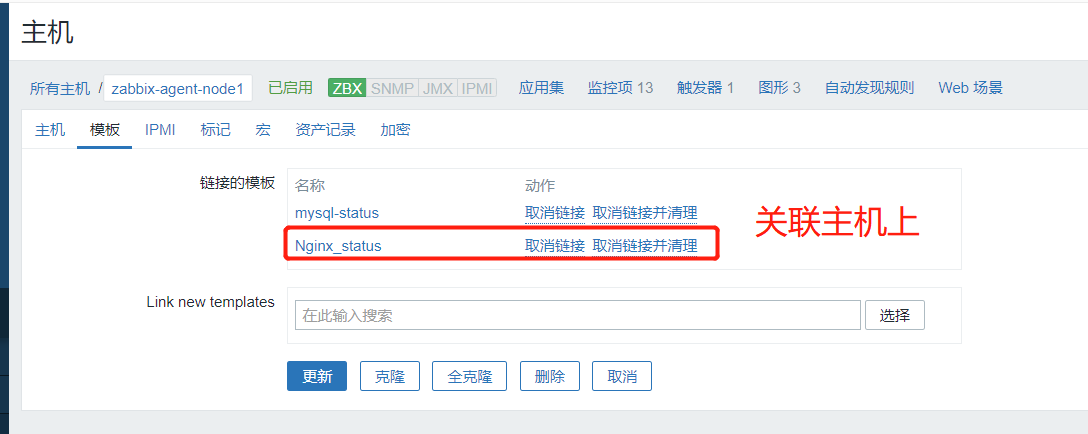 主机
所有主机 / zabbix-agent-node1 已启用 ZBX SNMP JMX IPMI 应用集 监控项 13 触发器 1 图形 3 自动发现规则 Web 场景
主机 模板 IPMI 标记 宏 资产记录 加密
链接的模板 名称 动作
mysql-status 取消链接 取消链接并清理
关联主机上
Nginx_status 取消链接 取消链接并清理
Link new templates
在此输入搜索 选择
更新 克隆 全克隆 删除 取消